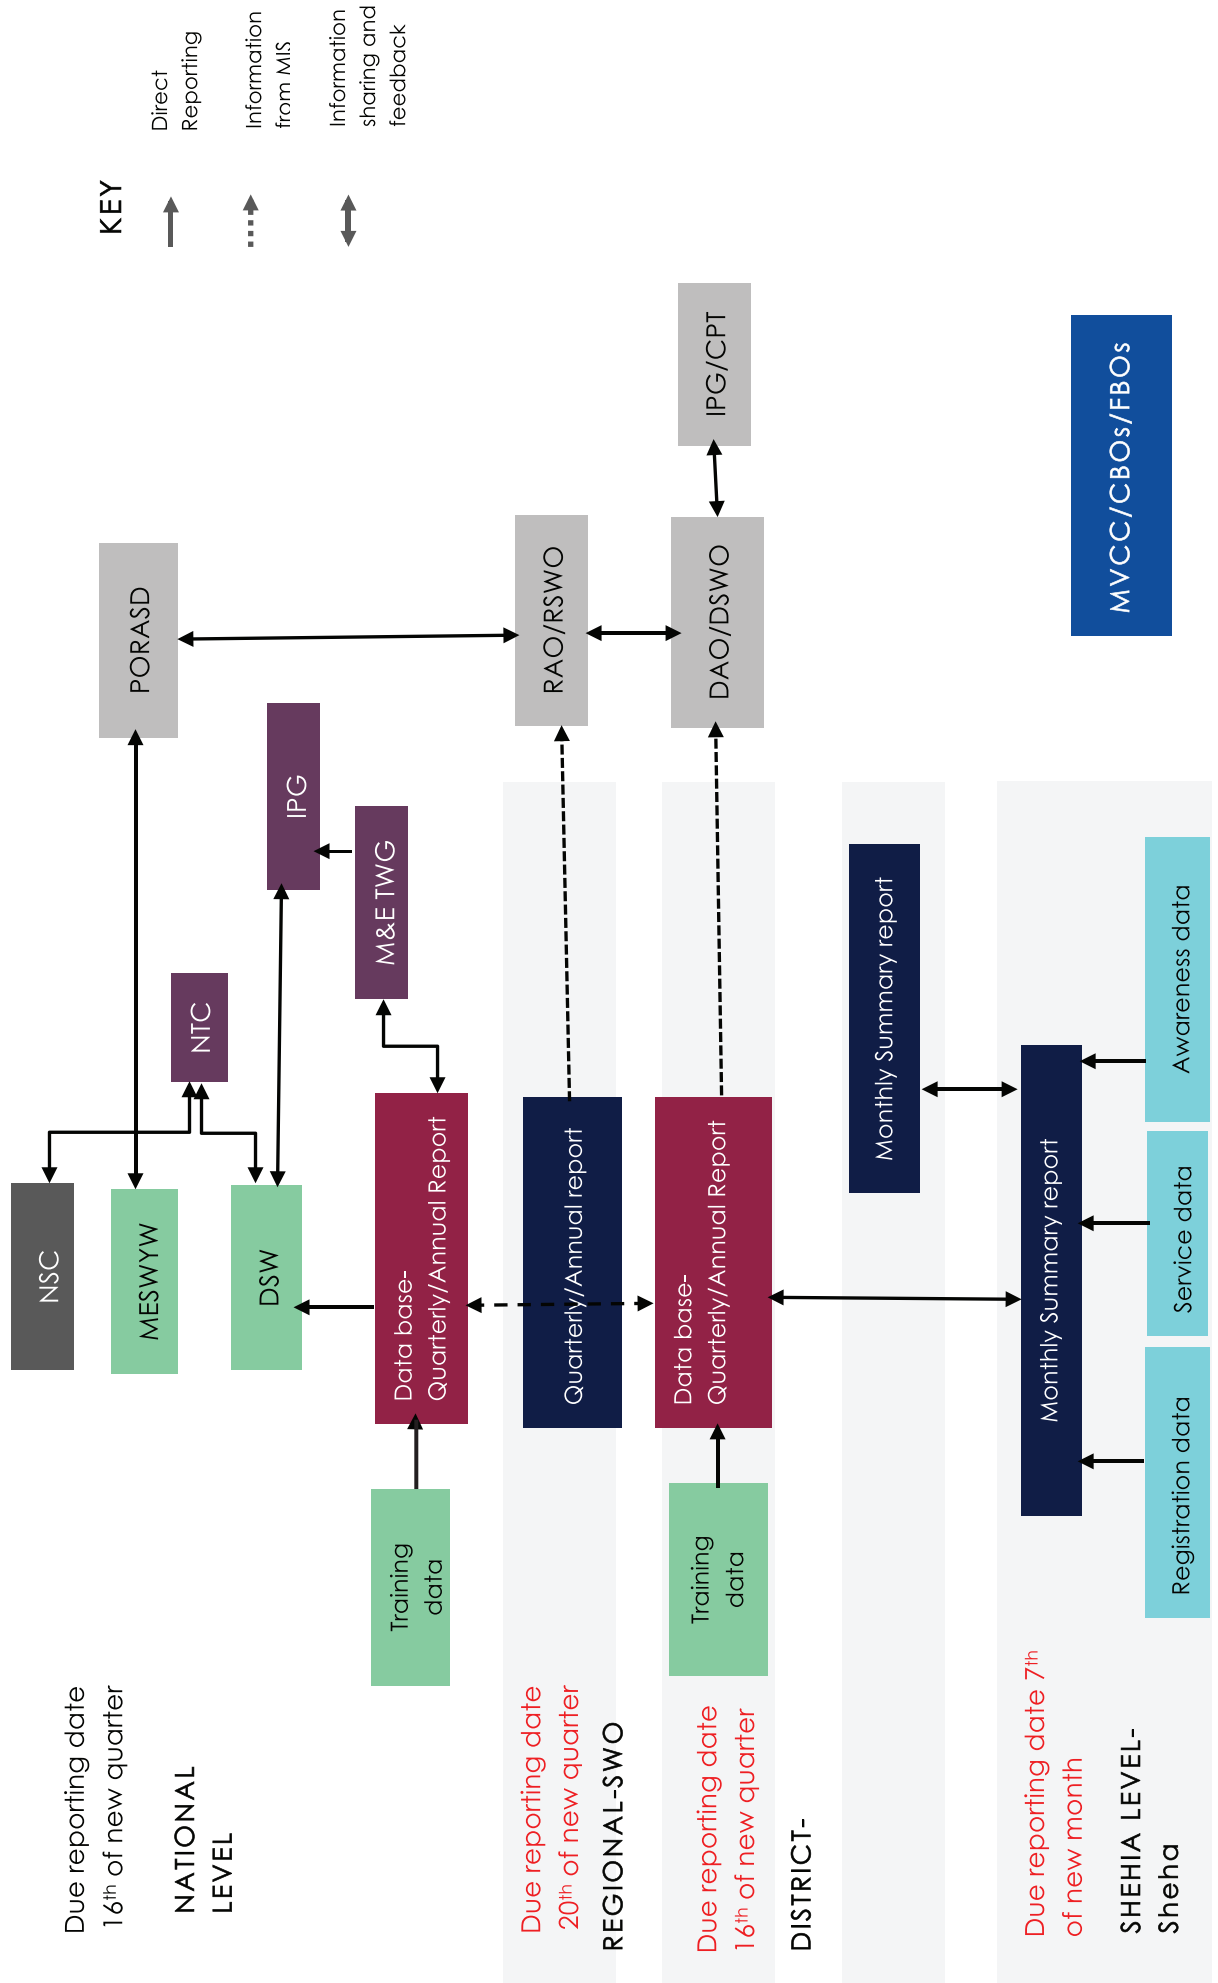 Due reporting date
16th of new quarter
NATIONAL
LEVEL
NSC
MESWYW
DSW
NTC
PORASD
IPG
M&E TWG
Data base-
Quarterly/Annual Report
Training
data
KEY
Direct
Reporting
Information
from MIS
Information
sharing and
feedback
Due reporting date
20th of new quarter
REGIONAL-SWO
Quarterly/Annual report
RAO/RSWO
Due reporting date
16th of new quarter
DISTRICT-
Training
data
Data base-
Quarterly/Annual Report
DAO/DSWO
IPG/CPT
Monthly Summary report
Due reporting date 7th
of new month
SHEHIA LEVEL-
Sheha
Monthly Summary report
Registration data
Service data
Awareness data
MVCC/CBOs/FBOs